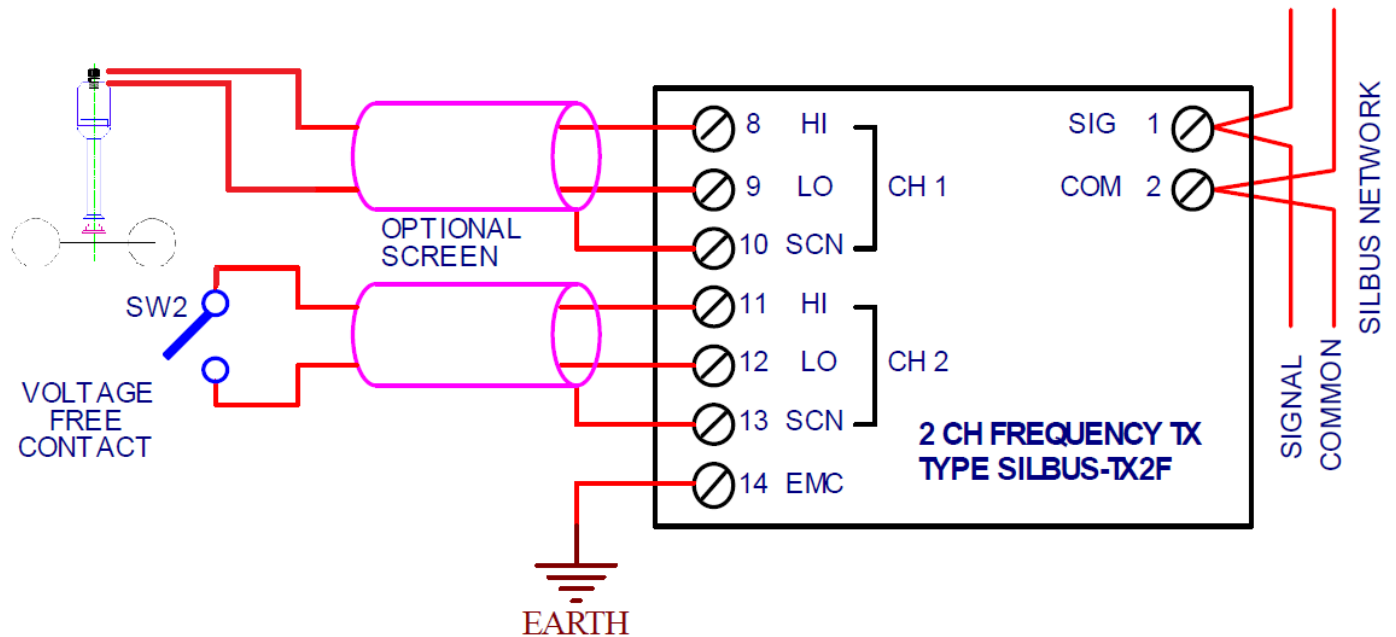 8 HI
9 LO
CH 1
10 SCN
SIG 1
COM 2
OPTIONAL
SCREEN
SW2
11 HI
12 LO
CH 2
13 SCN
VOLTAGE
FREE
CONTACT
2 CH FREQUENCY TX
TYPE SILBUS-TX2F
14 EMC
EARTH
SIGNAL
COMMON
SILBUS NETWORK